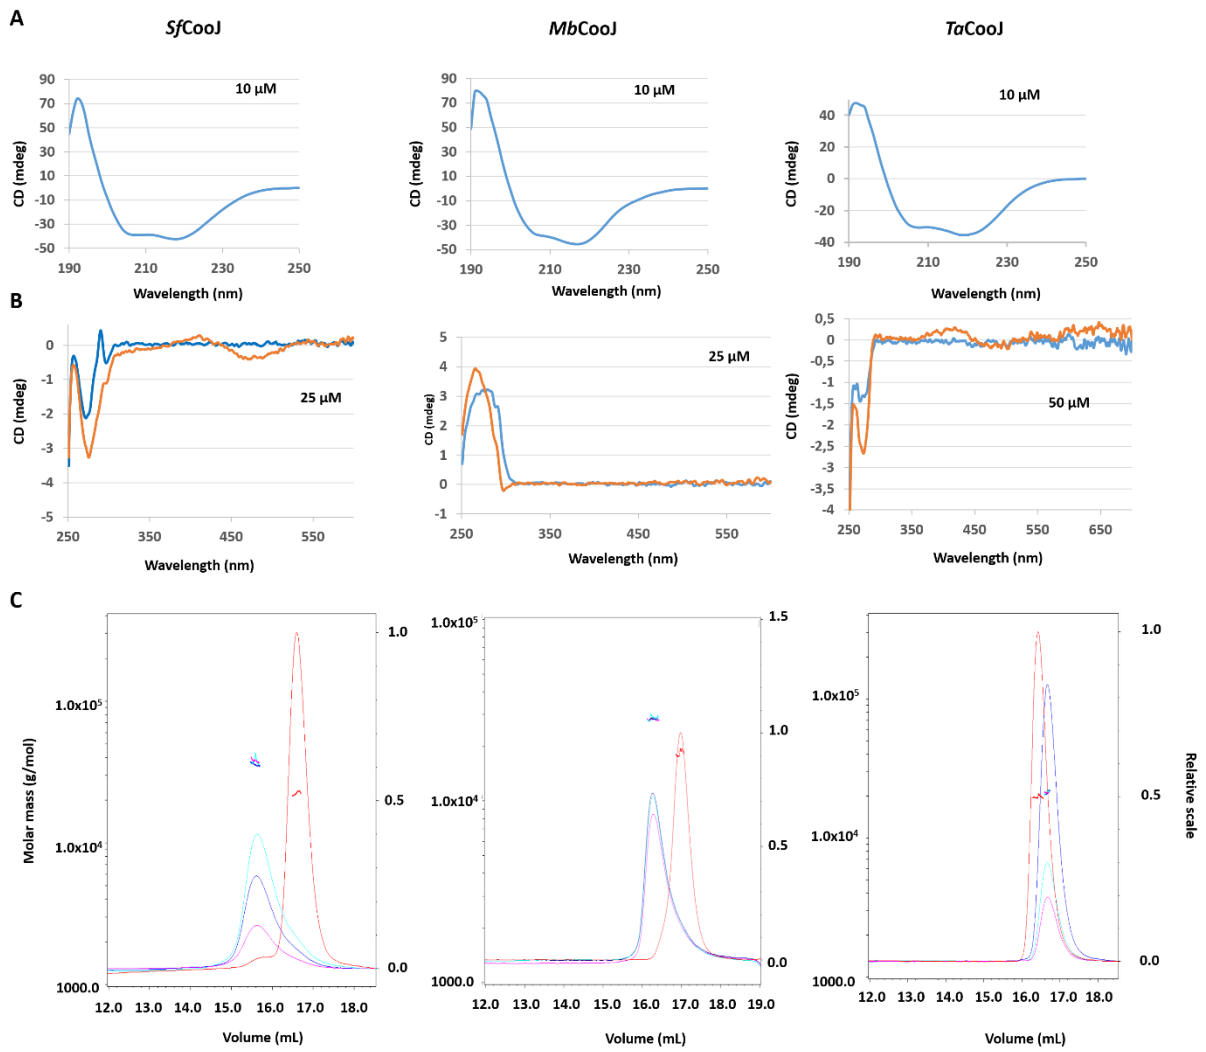 A
SfCooJ
MbCooJ
TaCooJ
90
70
50
30
10
-10
-30
-50
CD (mdeg)
10 µM
190
210
230
250
Wavelength (nm)
90
70
50
30
10
-10
-30
-50
CD (mdeg)
10 µM
190
210
230
250
Wavelength (nm)
40
20
0
-20
-40
CD (mdeg)
10 µM
190
210
230
250
Wavelength (nm)
B
0
-1
-2
-3
-4
-5
CD (mdeg)
25 µM
250
350
450
550
Wavelength (nm)
5
4
3
2
1
0
-1
CD (mdeg)
25 µM
250
350
450
550
Wavelength (nm)
0,5
0
-0,5
-1
-1,5
-2
-2,5
-3
-3,5
-4
CD (mdeg)
50 µM
250
350
450
550
650
Wavelength (nm)
C
Molar mass (g/mol)
1.0x10⁵
1.0x10⁴
1000.0
1.0
0.5
0.0
12.0
13.0
14.0
15.0
16.0
17.0
18.0
Volume (mL)
1.0x10⁵
1.0x10⁴
1000.0
1.5
1.0
0.5
0.0
12.0
13.0
14.0
15.0
16.0
17.0
18.0
19.0
Volume (mL)
1.0x10⁵
1.0x10⁴
1000.0
1.0
0.5
0.0
Relative scale
12.0
13.0
14.0
15.0
16.0
17.0
18.0
Volume (mL)